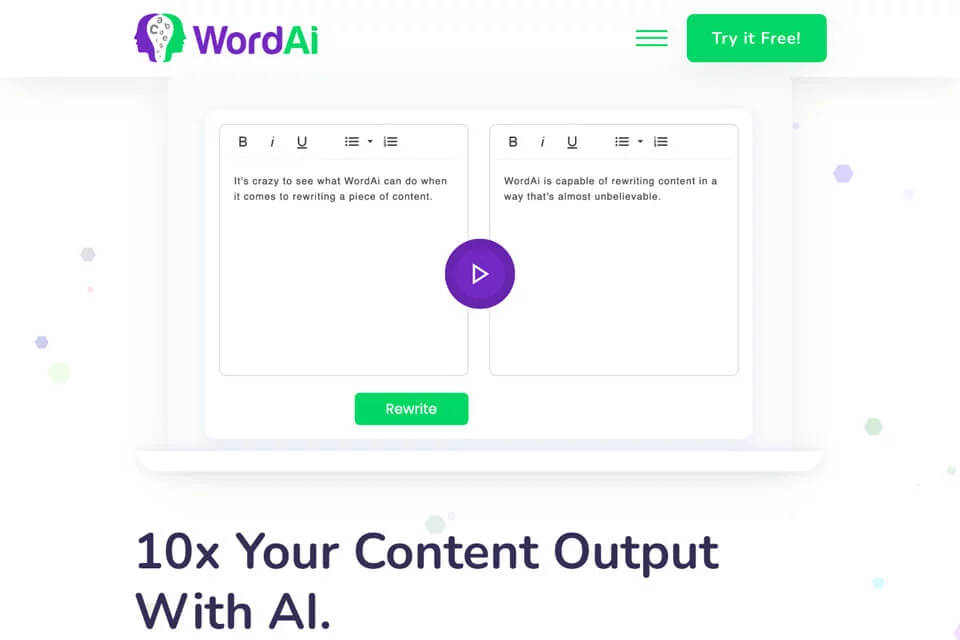 WordAi
Try it Free!
B i U
B i U
It's crazy to see what WordAi can do when
it comes to rewriting a piece of content.
WordAi is capable of rewriting content in a
way that's almost unbelievable.
Rewrite
10x Your Content Output
With AI.